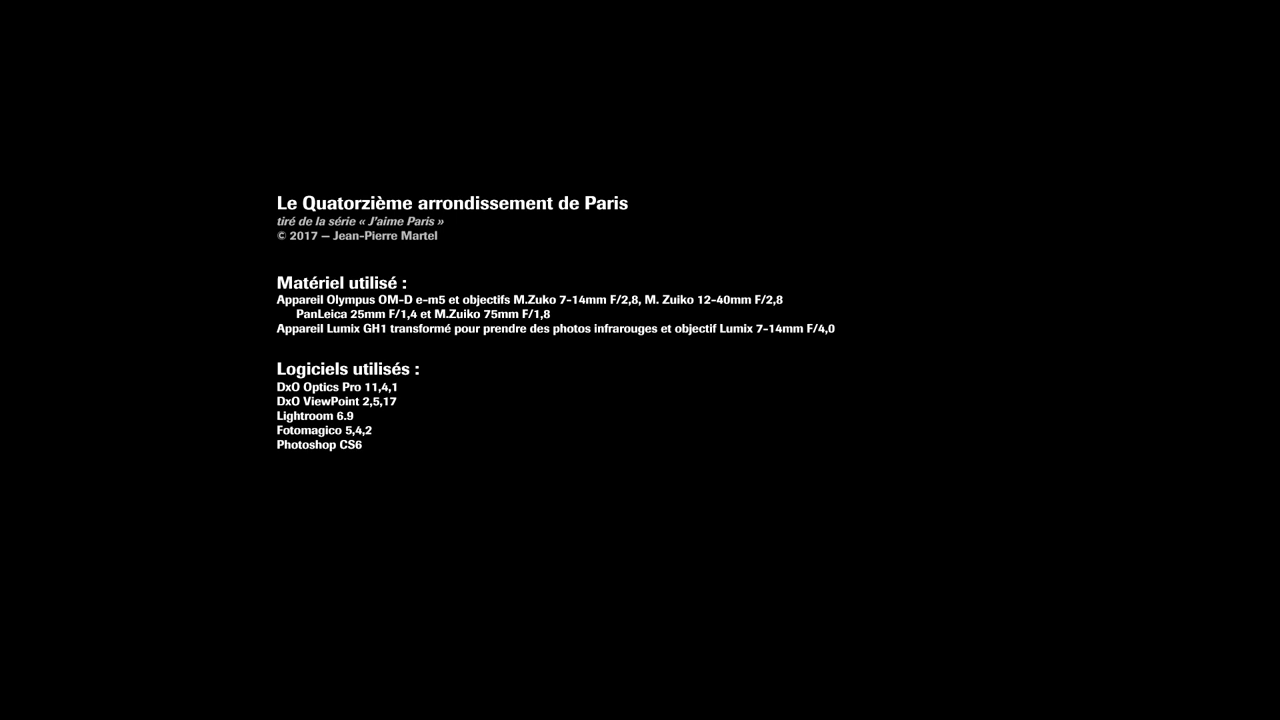 Le Quatorzième arrondissement de Paris
tiré de la série « J'aime Paris »
© 2017 — Jean-Pierre Martel
Matériel utilisé :
Appareil Olympus OM-D e-m5 et objectifs M.Zuko 7-14mm F/2,8, M. Zuiko 12-40mm F/2,8
PanLeica 25mm F/1,4 et M.Zuiko 75mm F/1,8
Appareil Lumix GH1 transformé pour prendre des photos infrarouges et objectif Lumix 7-14mm F/4,0
Logiciels utilisés :
DxO Optics Pro 11,4,1
DxO ViewPoint 2,5,17
Lightroom 6.9
Fotomagico 5,4,2
Photoshop CS6